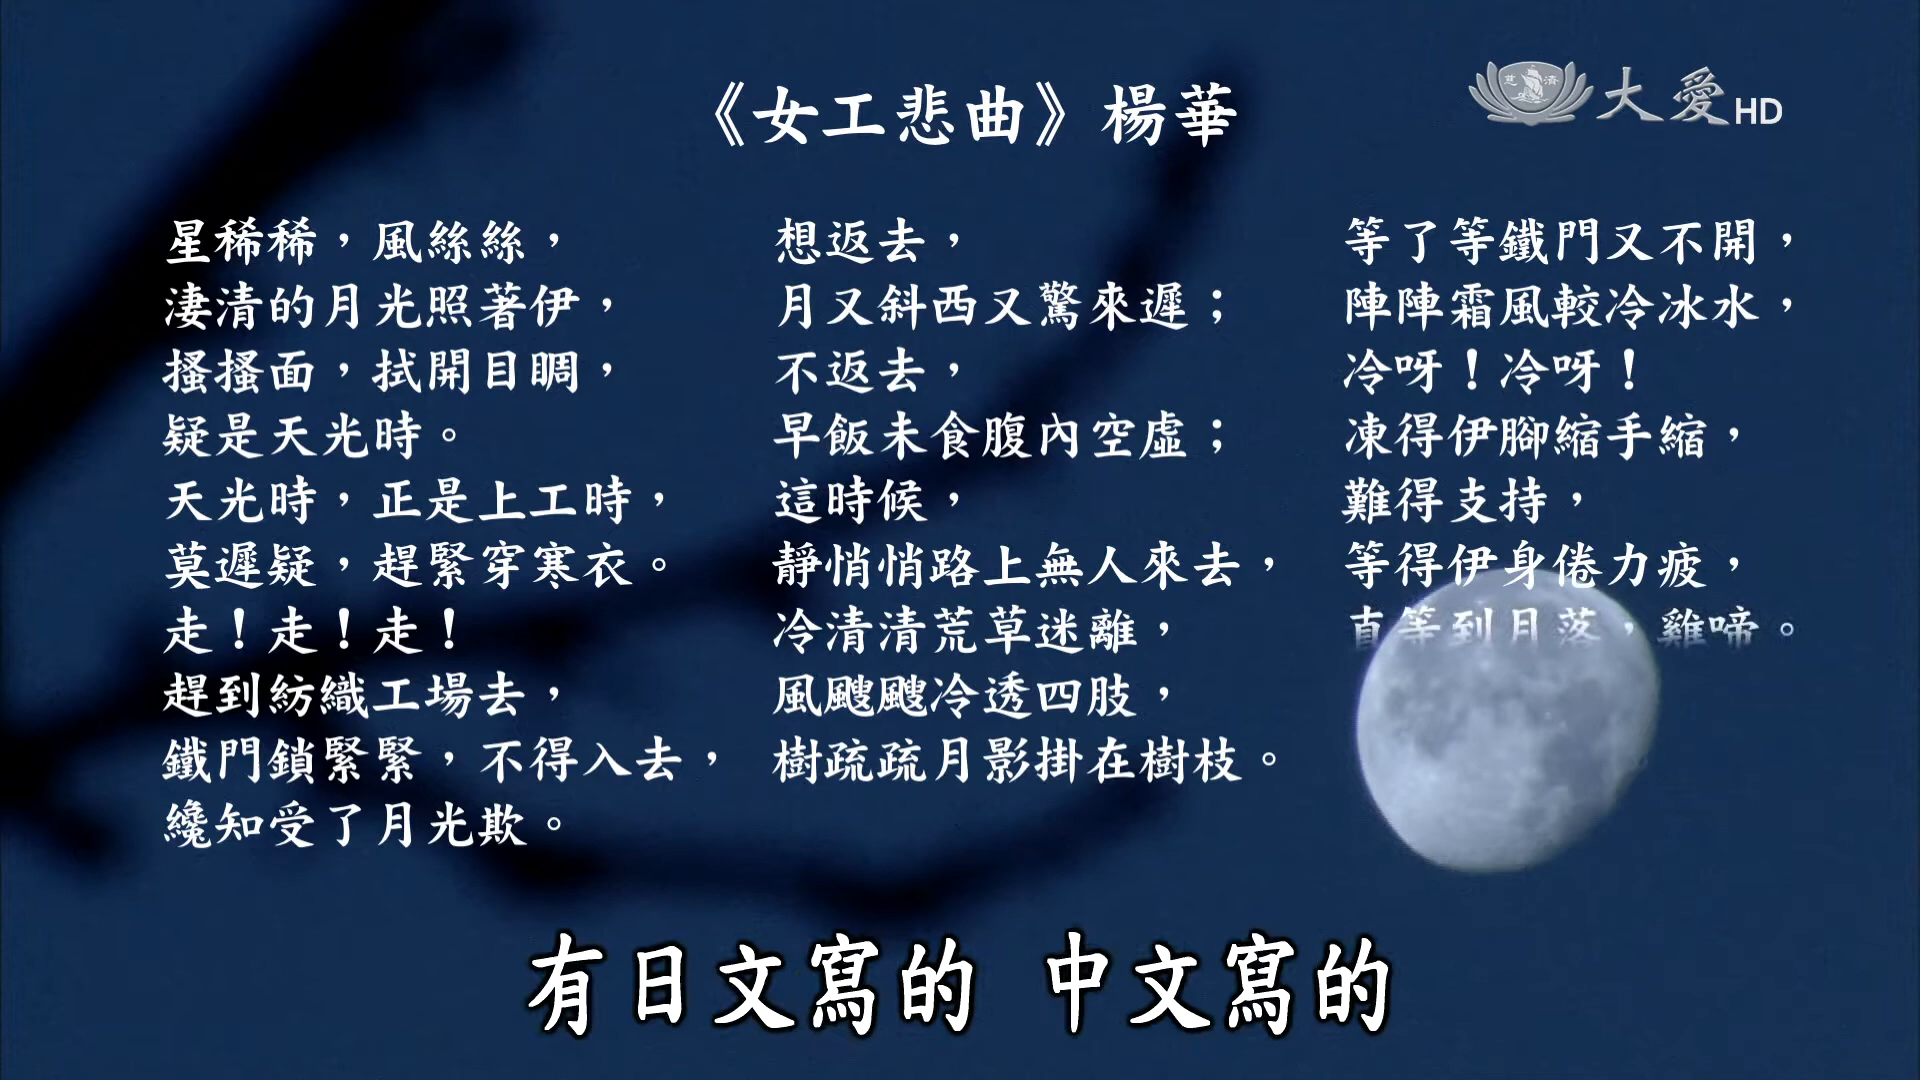 《女工悲曲》楊華
慈濟
大愛HD
星稀稀，風絲絲，
淒清的月光照著伊，
搔搔面，拭開目睭，
疑是天光時。
天光時，正是上工時，
莫遲疑，趕緊穿寒衣。
走！走！走！
趕到紡織工場去，
鐵門鎖緊緊，不得入去，
纔知受了月光欺。
想返去，
月又斜西又驚來遲；
不返去，
早飯未食腹內空虛；
這時候，
靜悄悄路上無人來去，
冷清清荒草迷離，
風颼颼冷透四肢，
樹疏疏月影掛在樹枝。
等了等鐵門又不開，
陣陣霜風較冷冰水，
冷呀！冷呀！
凍得伊腳縮手縮，
難得支持，
等得伊身倦力疲，
直等到月落，雞啼。
有日文寫的 中文寫的